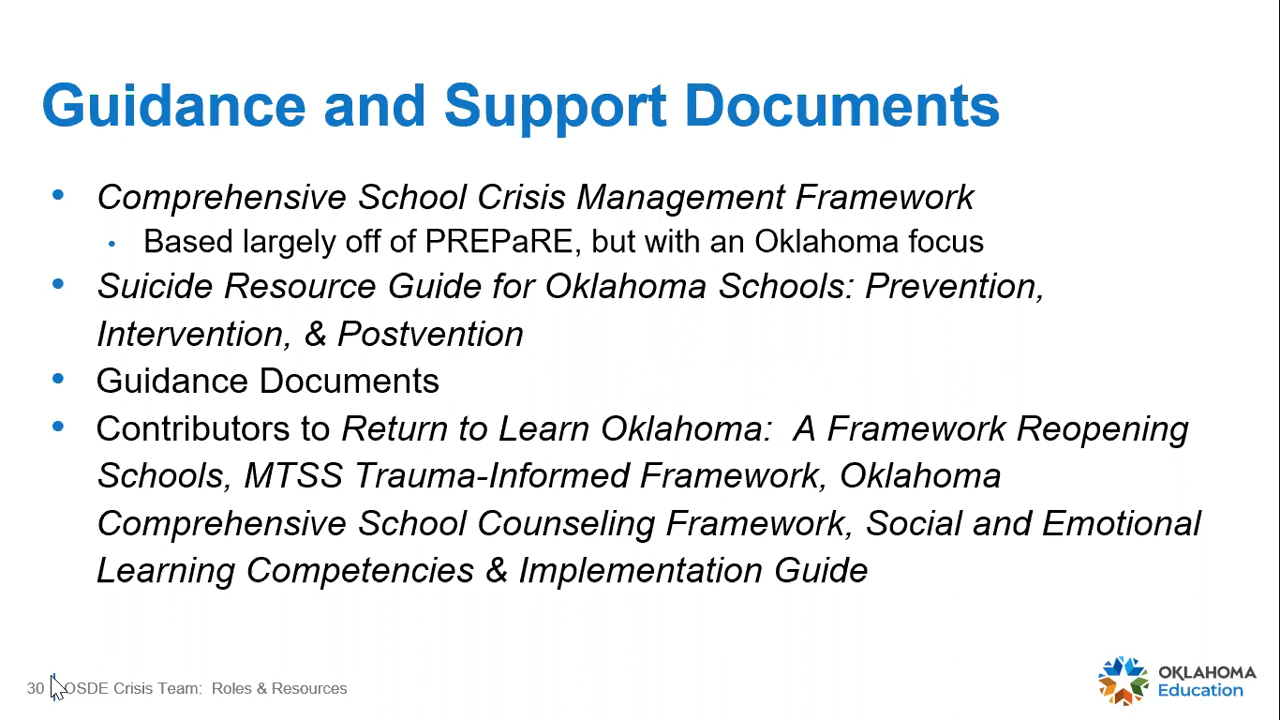 Guidance and Support Documents
• Comprehensive School Crisis Management Framework
• Based largely off of PREPaRE, but with an Oklahoma focus
• Suicide Resource Guide for Oklahoma Schools: Prevention,
Intervention, & Postvention
• Guidance Documents
• Contributors to Return to Learn Oklahoma:  A Framework Reopening
Schools, MTSS Trauma-Informed Framework, Oklahoma
Comprehensive School Counseling Framework, Social and Emotional
Learning Competencies & Implementation Guide
30 OSDE Crisis Team:  Roles & Resources
OKLAHOMA
Education